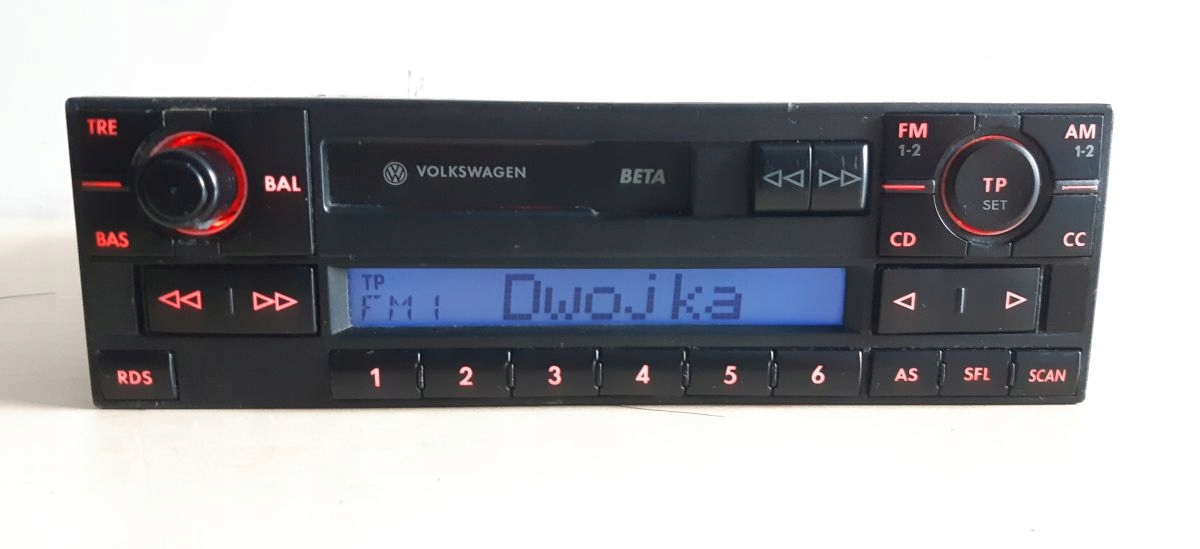 TRE
BAL
BAS
VOLKSWAGEN BETA
FM
1-2
AM
1-2
TP
SET
CD
CC
TP
FM1 Dwojka
RDS
1 2 3 4 5 6 AS SFL SCAN